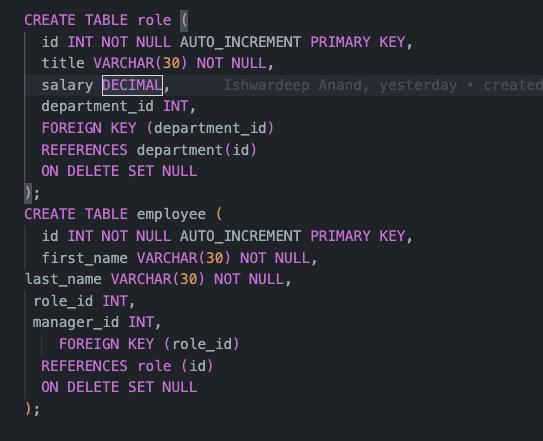 CREATE TABLE role (
  id INT NOT NULL AUTO_INCREMENT PRIMARY KEY,
  title VARCHAR(30) NOT NULL,
  salary DECIMAL,      Ishwardeep Anand, yesterday • created
  department_id INT,
  FOREIGN KEY (department_id)
  REFERENCES department(id)
  ON DELETE SET NULL
);
CREATE TABLE employee (
  id INT NOT NULL AUTO_INCREMENT PRIMARY KEY,
  first_name VARCHAR(30) NOT NULL,
last_name VARCHAR(30) NOT NULL,
 role_id INT,
 manager_id INT,
    FOREIGN KEY (role_id)
  REFERENCES role (id)
  ON DELETE SET NULL
);